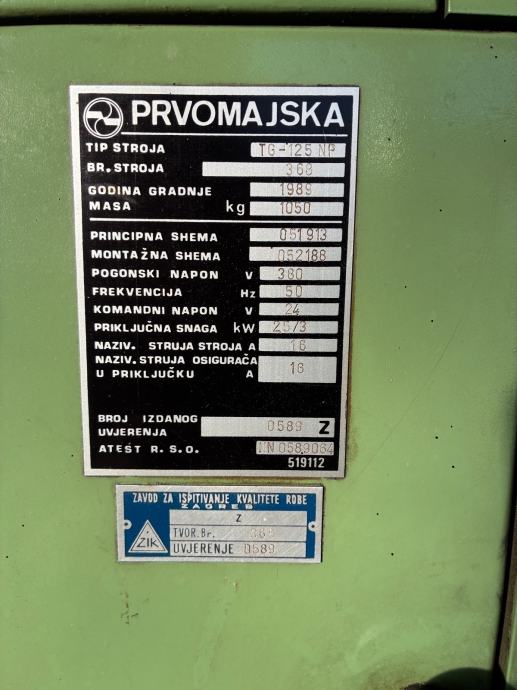 PRVOMAJSKA
TIP STROJA TG-125 NP
BR. STROJA 368
GODINA GRADNJE 1989
MASA kg 1050
PRINCIPNA SHEMA 051913
MONTAŽNA SHEMA 052188
POGONSKI NAPON V 380
FREKVENCIJA Hz 50
KOMANDNI NAPON V 24
PRIKLJUČNA SNAGA kW 2,5/3
NAZIV. STRUJA STROJA A 16
NAZIV. STRUJA OSIGURAČA
U PRIKLJUČKU A 16
BROJ IZDANOG
UVJERENJA 0589 Z
ATEST R.S.O.
519112
ZAVOD ZA ISPITIVANJE KVALITETE ROBE
ZAGREB
Z
ZIK
TVOR.Br. 368
UVJERENJE 0589